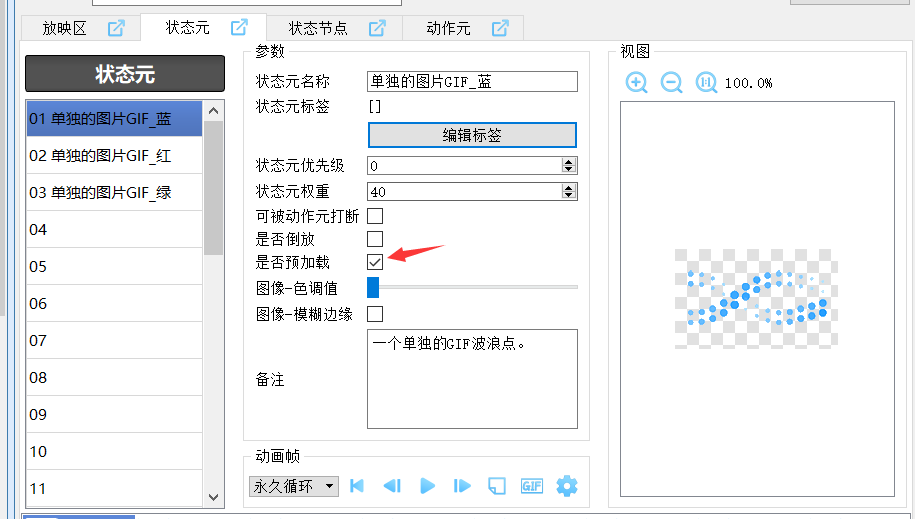 放映区
状态元
状态节点
动作元
状态元
01 单独的图片GIF_蓝
02 单独的图片GIF_红
03 单独的图片GIF_绿
04
05
06
07
08
09
10
11
参数
状态元名称 单独的图片GIF_蓝
状态元标签 []
编辑标签
状态元优先级 0
状态元权重 40
可被动作元打断
是否倒放
是否预加载
图像-色调值
图像-模糊边缘
备注 一个单独的GIF波浪点。
动画帧
永久循环
GIF
视图
1:1 100.0%